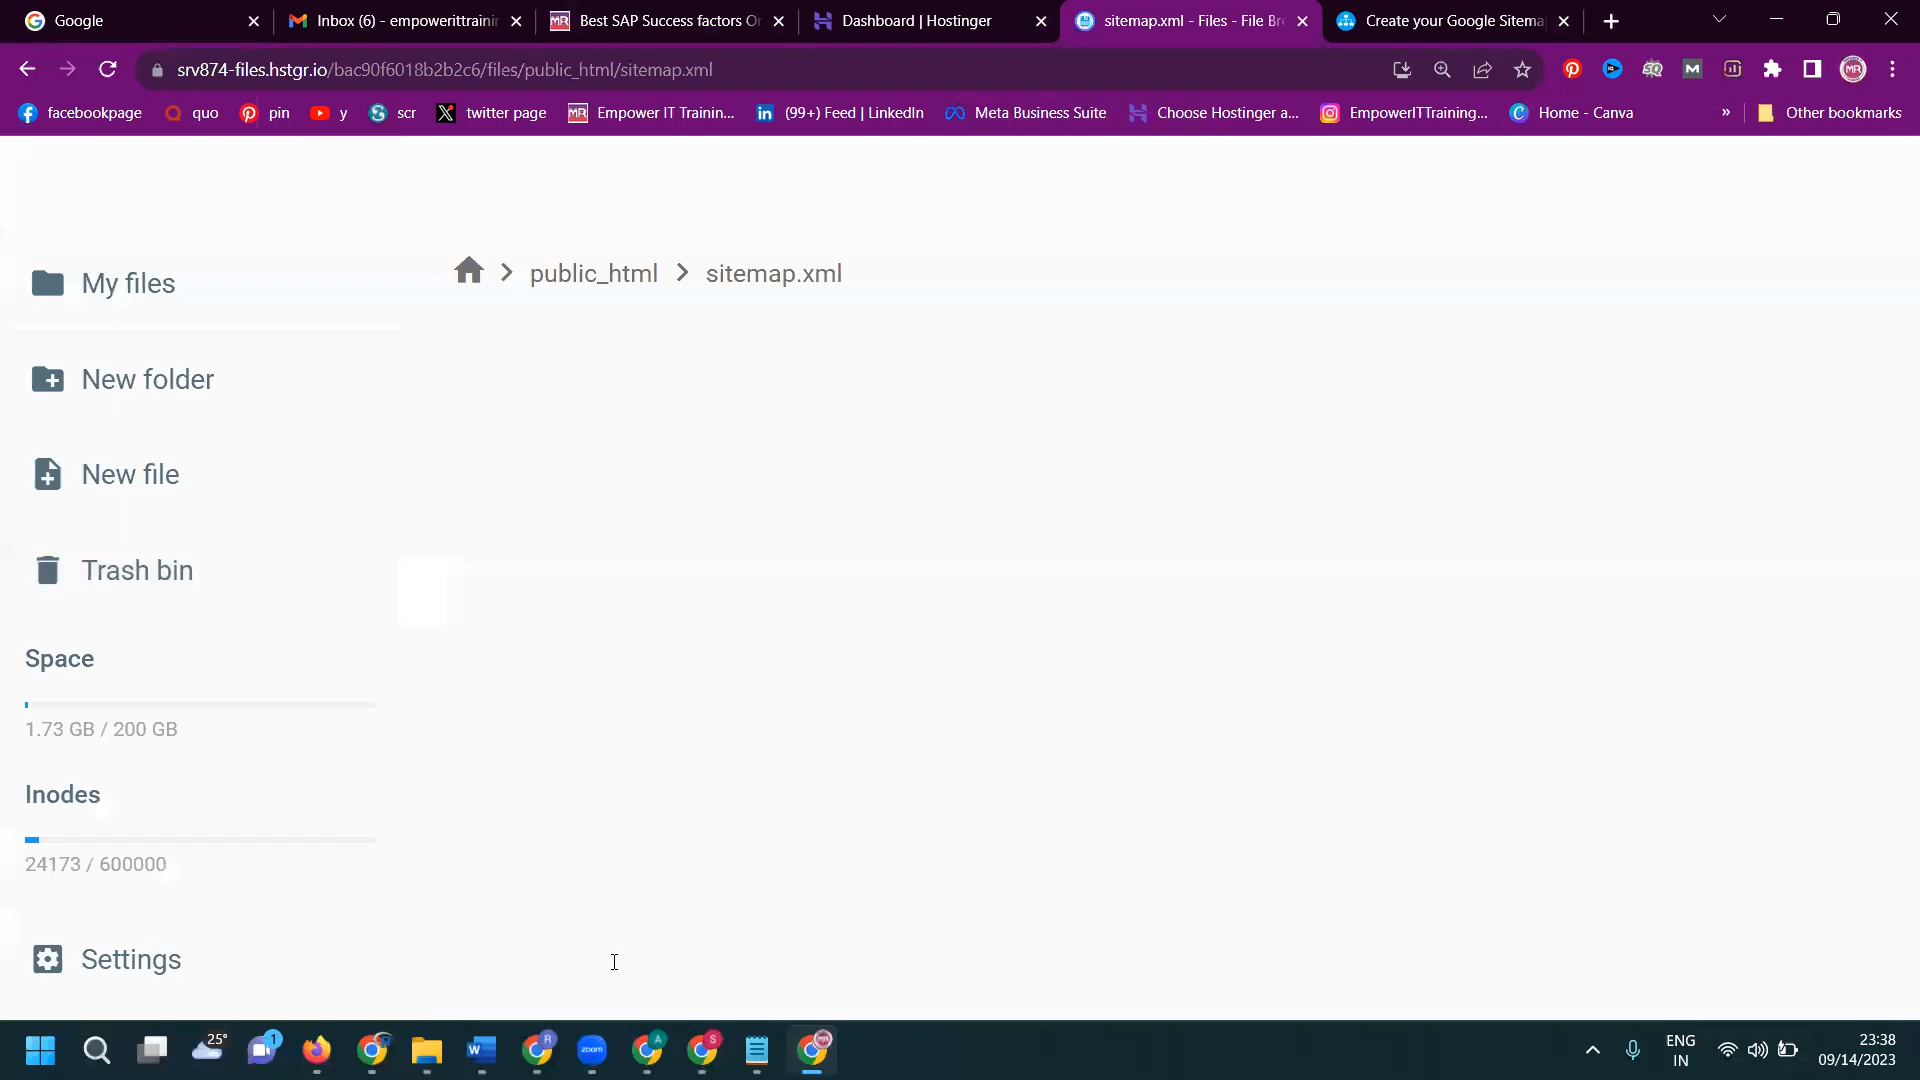 Google
Inbox (6) - empowerittrainin
Best SAP Success factors On
Dashboard | Hostinger
sitemap.xml - Files - File Br
Create your Google Sitema
srv874-files.hstgr.io/bac90f6018b2b2c6/files/public_html/sitemap.xml
facebookpage
quo
pin
y
scr
twitter page
Empower IT Trainin...
(99+) Feed | LinkedIn
Meta Business Suite
Choose Hostinger a...
EmpowerITTraining...
Home - Canva
»
Other bookmarks
My files
public_html
sitemap.xml
New folder
New file
Trash bin
Space
1.73 GB / 200 GB
Inodes
24173 / 600000
Settings
25°
1
ENG
IN
23:38
09/14/2023